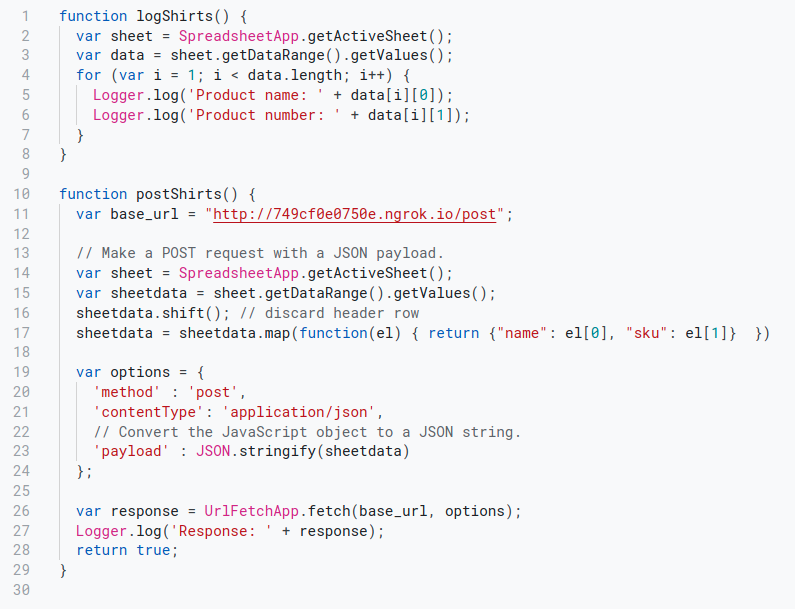 1 function logShirts() {
2   var sheet = SpreadsheetApp.getActiveSheet();
3   var data = sheet.getDataRange().getValues();
4   for (var i = 1; i < data.length; i++) {
5     Logger.log('Product name: ' + data[i][0]);
6     Logger.log('Product number: ' + data[i][1]);
7   }
8 }
9
10 function postShirts() {
11   var base_url = "http://749cf0e0750e.ngrok.io/post";
12
13   // Make a POST request with a JSON payload.
14   var sheet = SpreadsheetApp.getActiveSheet();
15   var sheetdata = sheet.getDataRange().getValues();
16   sheetdata.shift(); // discard header row
17   sheetdata = sheetdata.map(function(el) { return {"name": el[0], "sku": el[1]}  })
18
19   var options = {
20     'method' : 'post',
21     'contentType': 'application/json',
22     // Convert the JavaScript object to a JSON string.
23     'payload' : JSON.stringify(sheetdata)
24   };
25
26   var response = UrlFetchApp.fetch(base_url, options);
27   Logger.log('Response: ' + response);
28   return true;
29 }
30